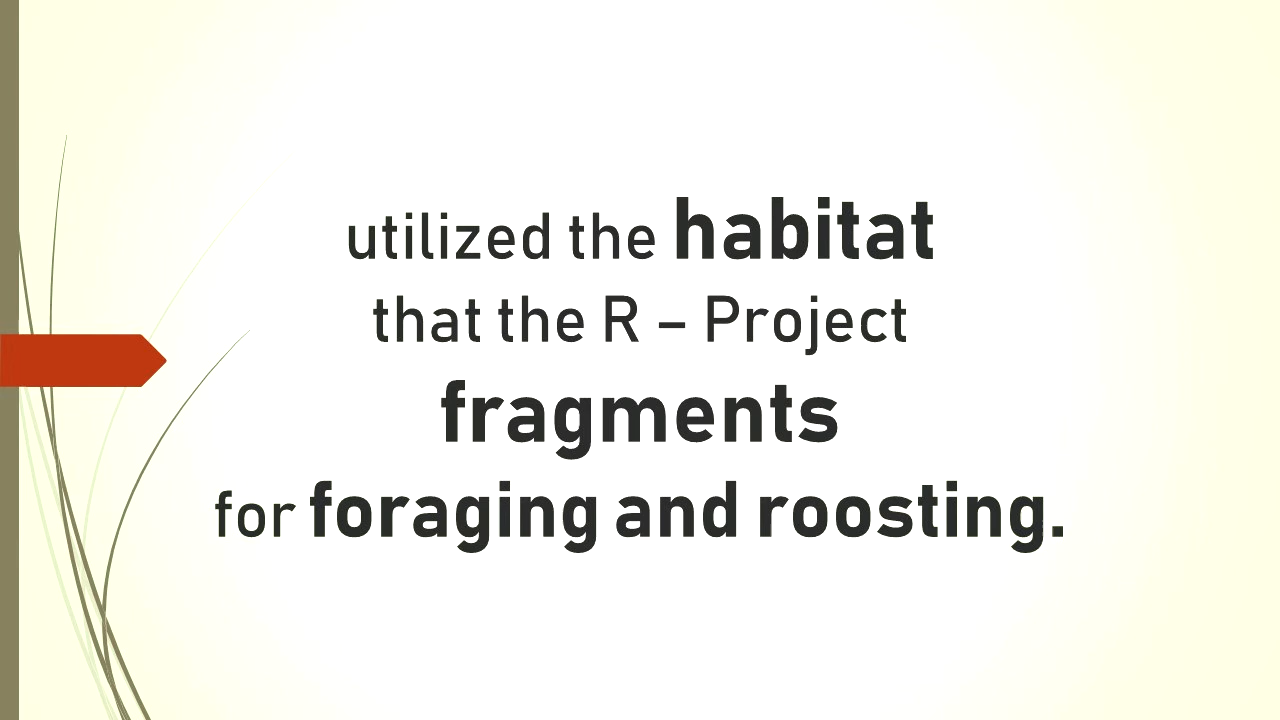 utilized the habitat
that the R – Project
fragments
for foraging and roosting.